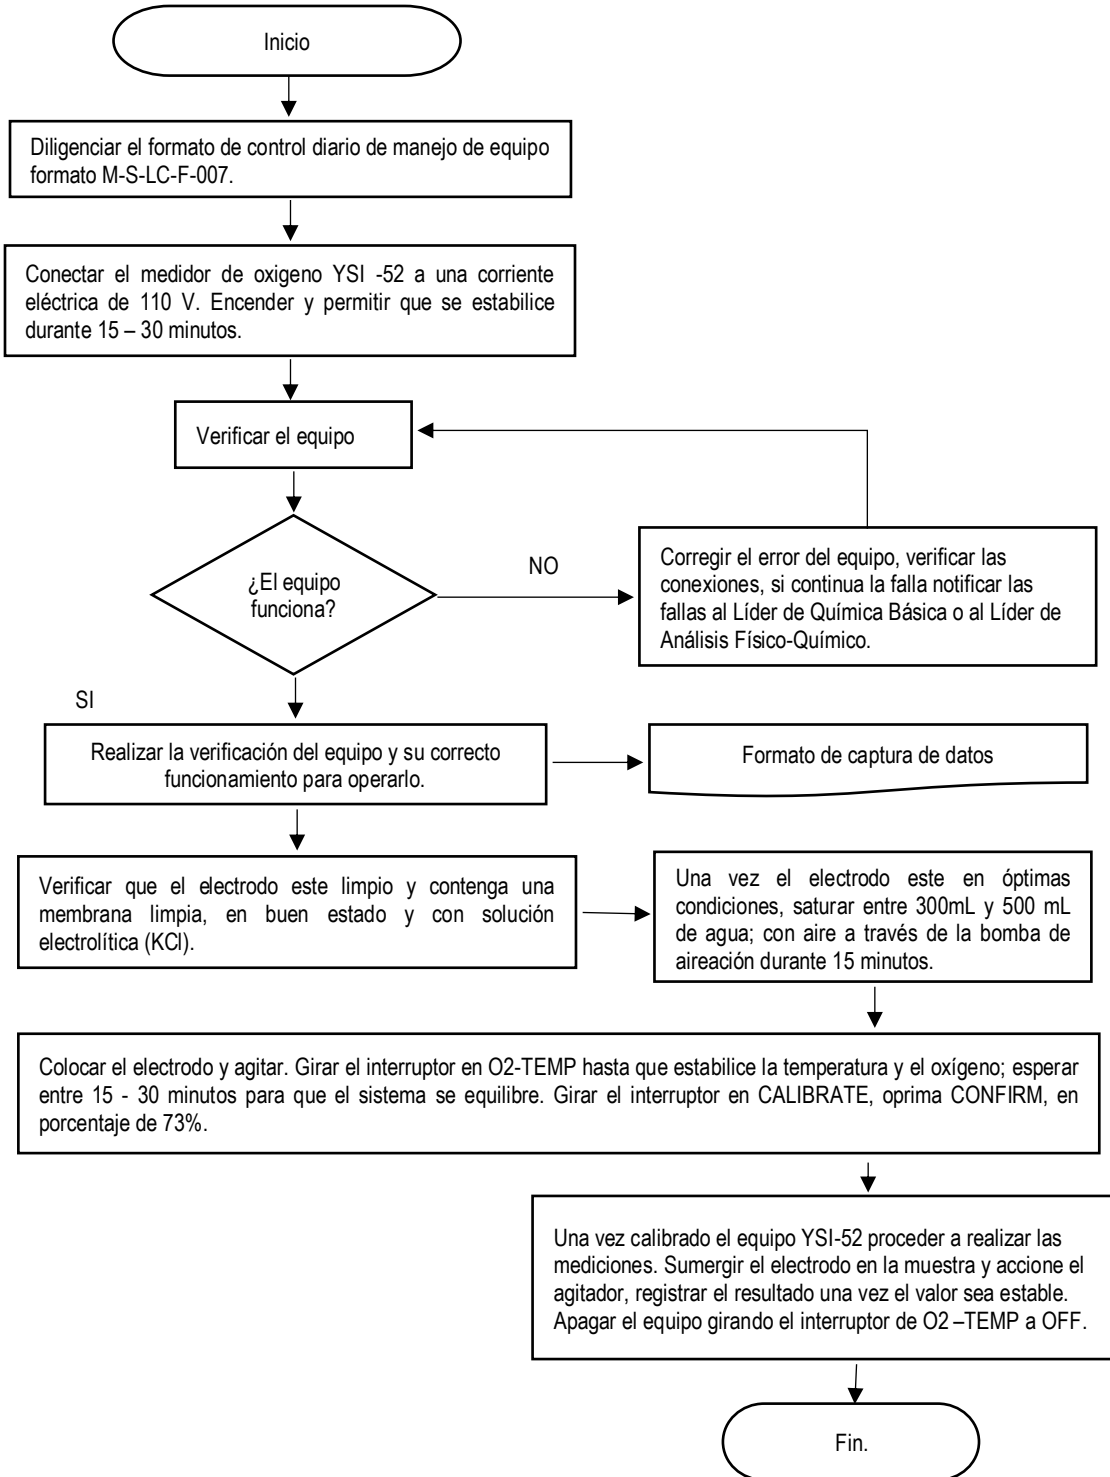 Inicio
Diligenciar el formato de control diario de manejo de equipo
formato M-S-LC-F-007.
Conectar el medidor de oxigeno YSI -52 a una corriente
eléctrica de 110 V. Encender y permitir que se estabilice
durante 15 – 30 minutos.
Verificar el equipo
¿El equipo
funciona?
NO
Corregir el error del equipo, verificar las
conexiones, si continua la falla notificar las
fallas al Líder de Química Básica o al Líder de
Análisis Físico-Químico.
SI
Realizar la verificación del equipo y su correcto
funcionamiento para operarlo.
Formato de captura de datos
Verificar que el electrodo este limpio y contenga una
membrana limpia, en buen estado y con solución
electrolítica (KCl).
Una vez el electrodo este en óptimas
condiciones, saturar entre 300mL y 500 mL
de agua; con aire a través de la bomba de
aireación durante 15 minutos.
Colocar el electrodo y agitar. Girar el interruptor en O2-TEMP hasta que estabilice la temperatura y el oxígeno; esperar
entre 15 - 30 minutos para que el sistema se equilibre. Girar el interruptor en CALIBRATE, oprima CONFIRM, en
porcentaje de 73%.
Una vez calibrado el equipo YSI-52 proceder a realizar las
mediciones. Sumergir el electrodo en la muestra y accione el
agitador, registrar el resultado una vez el valor sea estable.
Apagar el equipo girando el interruptor de O2 –TEMP a OFF.
Fin.